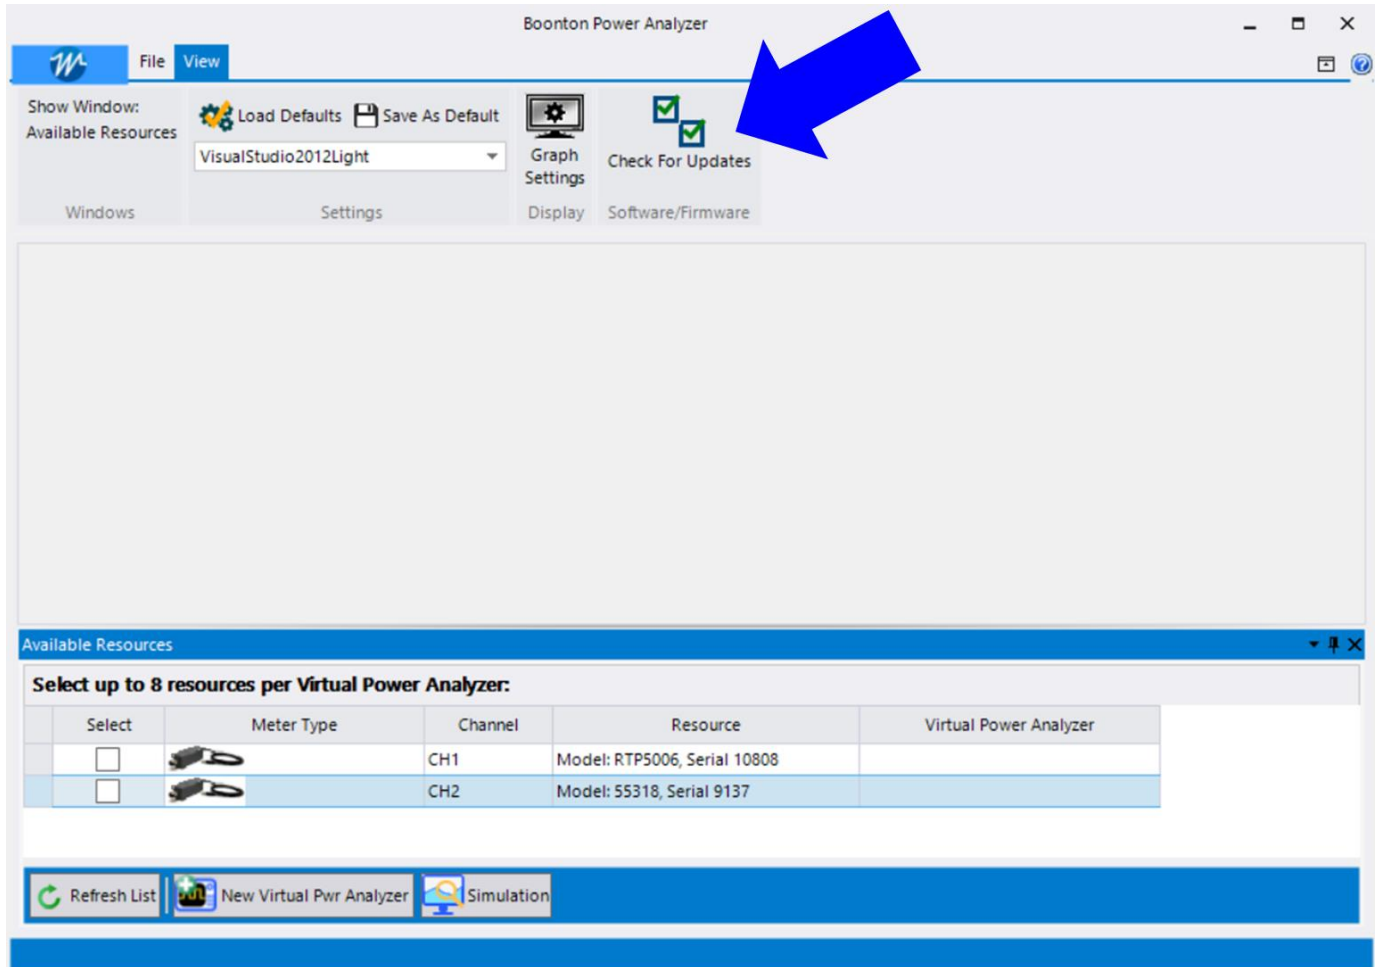 Boonton Power Analyzer
File View
Show Window:
Available Resources
Load Defaults Save As Default
VisualStudio2012Light
Graph
Settings
Check For Updates
Windows Settings Display Software/Firmware
Available Resources
Select up to 8 resources per Virtual Power Analyzer:
Select Meter Type Channel Resource Virtual Power Analyzer
CH1 Model: RTP5006, Serial 10808
CH2 Model: 55318, Serial 9137
Refresh List New Virtual Pwr Analyzer Simulation